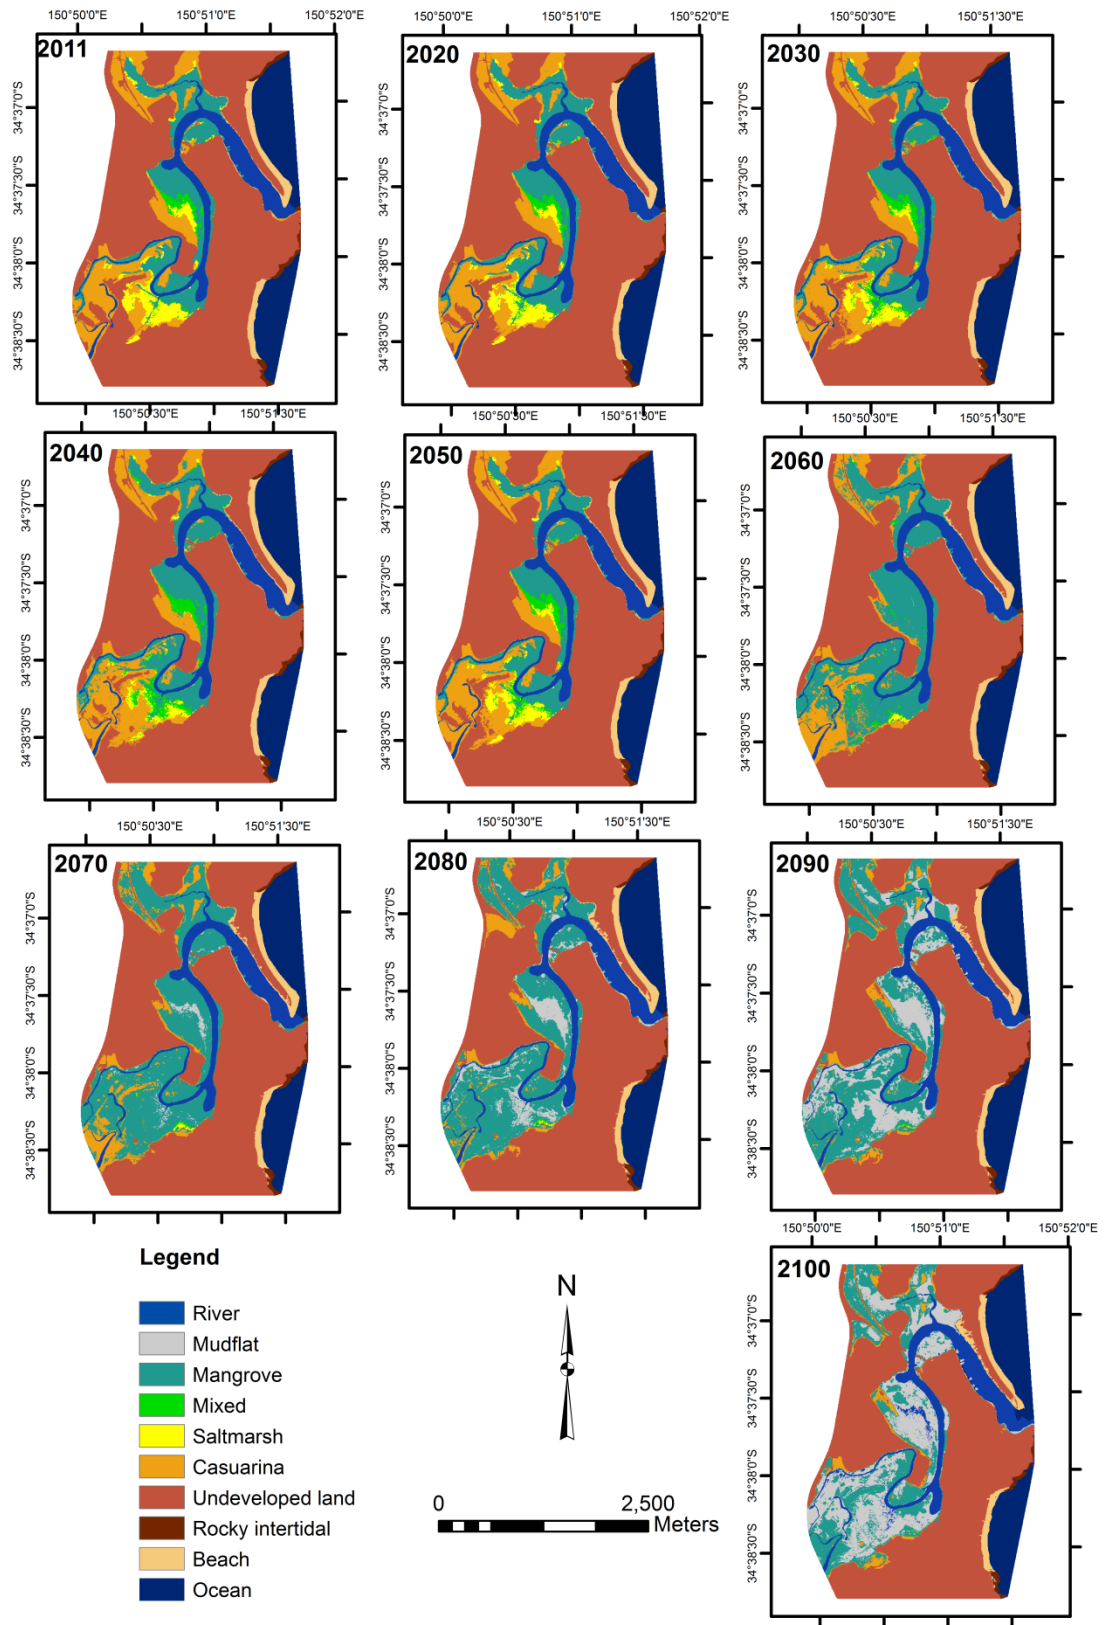 150°50'0"E 150°51'0"E 150°52'0"E
150°50'0"E 150°51'0"E 150°52'0"E
150°50'30"E 150°51'30"E
2011
34°37'0"S
34°37'30"S
34°38'0"S
34°38'30"S
2020
34°37'0"S
34°37'30"S
34°38'0"S
34°38'30"S
2030
34°37'0"S
34°37'30"S
34°38'0"S
34°38'30"S
150°50'30"E 150°51'30"E
150°50'30"E 150°51'30"E
150°50'30"E 150°51'30"E
2040
34°37'0"S
34°37'30"S
34°38'0"S
34°38'30"S
2050
34°37'0"S
34°37'30"S
34°38'0"S
34°38'30"S
2060
34°37'0"S
34°37'30"S
34°38'0"S
34°38'30"S
150°50'30"E 150°51'30"E
150°50'30"E 150°51'30"E
150°50'30"E 150°51'30"E
2070
34°37'0"S
34°37'30"S
34°38'0"S
34°38'30"S
2080
34°37'0"S
34°37'30"S
34°38'0"S
34°38'30"S
2090
34°37'0"S
34°37'30"S
34°38'0"S
34°38'30"S
150°50'0"E 150°51'0"E 150°52'0"E
2100
34°37'0"S
34°37'30"S
34°38'0"S
34°38'30"S
Legend
River
Mudflat
Mangrove
Mixed
Saltmarsh
Casuarina
Undeveloped land
Rocky intertidal
Beach
Ocean
N
0 2,500
Meters